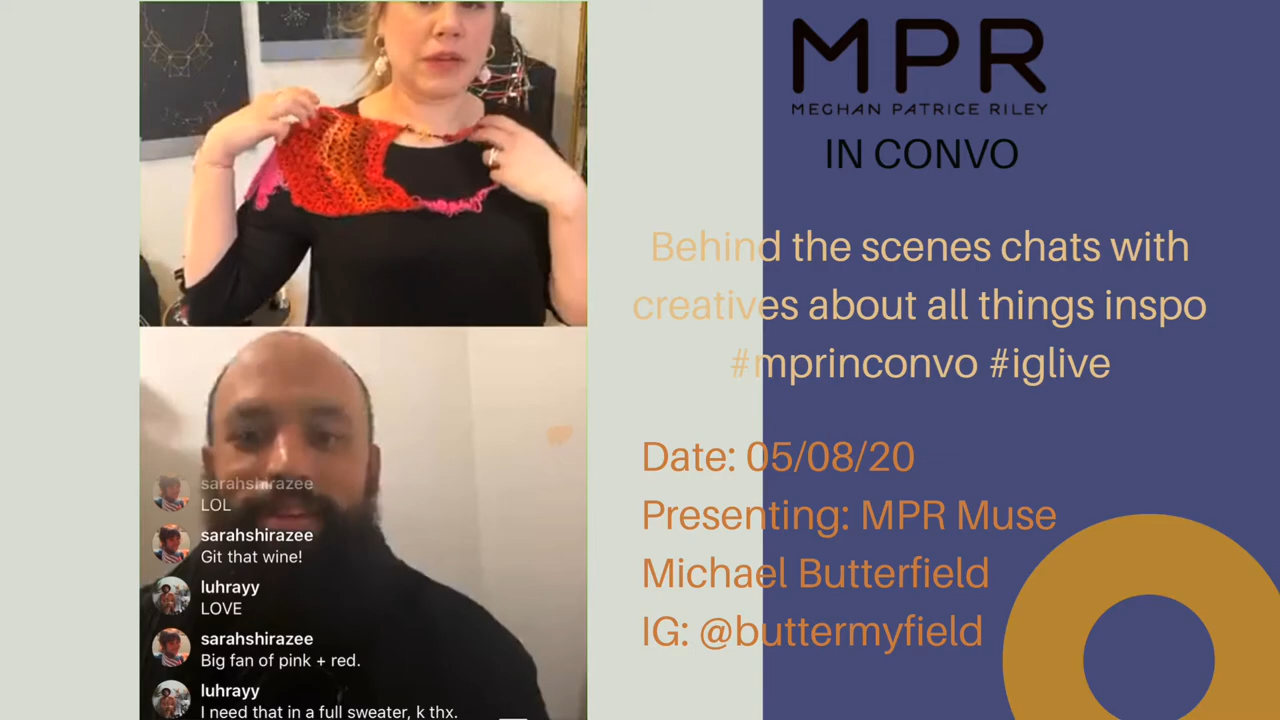 MPR
MEGHAN PATRICE RILEY
IN CONVO
Behind the scenes chats with
creatives about all things inspo
#mprinconvo #iglive
Date: 05/08/20
Presenting: MPR Muse
Michael Butterfield
IG: @buttermyfield
sarahshirazee
LOL
sarahshirazee
Git that wine!
luhrayy
LOVE
sarahshirazee
Big fan of pink + red.
luhrayy
I need that in a full sweater, k thx.